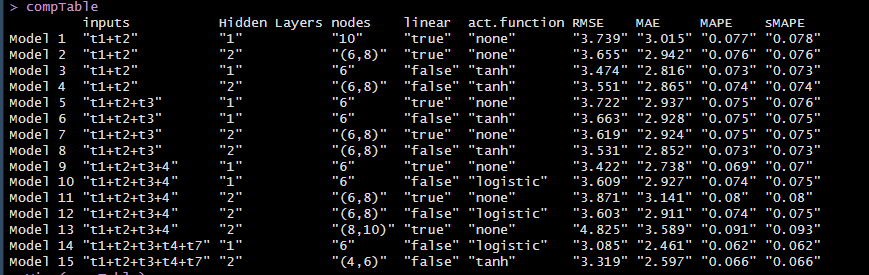 > compTable
inputs Hidden Layers nodes linear act.function RMSE MAE MAPE sMAPE
Model 1 "t1+t2" "1" "10" "true" "none" "3.739" "3.015" "0.077" "0.078"
Model 2 "t1+t2" "2" "(6,8)" "true" "none" "3.655" "2.942" "0.076" "0.076"
Model 3 "t1+t2" "1" "6" "false" "tanh" "3.474" "2.816" "0.073" "0.073"
Model 4 "t1+t2" "2" "(6,8)" "false" "tanh" "3.551" "2.865" "0.074" "0.074"
Model 5 "t1+t2+t3" "1" "6" "true" "none" "3.722" "2.937" "0.075" "0.076"
Model 6 "t1+t2+t3" "1" "6" "false" "tanh" "3.663" "2.928" "0.075" "0.075"
Model 7 "t1+t2+t3" "2" "(6,8)" "true" "none" "3.619" "2.924" "0.075" "0.075"
Model 8 "t1+t2+t3" "2" "(6,8)" "false" "tanh" "3.531" "2.852" "0.073" "0.073"
Model 9 "t1+t2+t3+4" "1" "6" "true" "none" "3.422" "2.738" "0.069" "0.07"
Model 10 "t1+t2+t3+4" "1" "6" "false" "logistic" "3.609" "2.927" "0.074" "0.075"
Model 11 "t1+t2+t3+4" "2" "(6,8)" "true" "none" "3.871" "3.141" "0.08" "0.08"
Model 12 "t1+t2+t3+4" "2" "(6,8)" "false" "logistic" "3.603" "2.911" "0.074" "0.075"
Model 13 "t1+t2+t3+4" "2" "(8,10)" "true" "none" "4.825" "3.589" "0.091" "0.093"
Model 14 "t1+t2+t3+t4+t7" "1" "6" "false" "logistic" "3.085" "2.461" "0.062" "0.062"
Model 15 "t1+t2+t3+t4+t7" "2" "(4,6)" "false" "tanh" "3.319" "2.597" "0.066" "0.066"